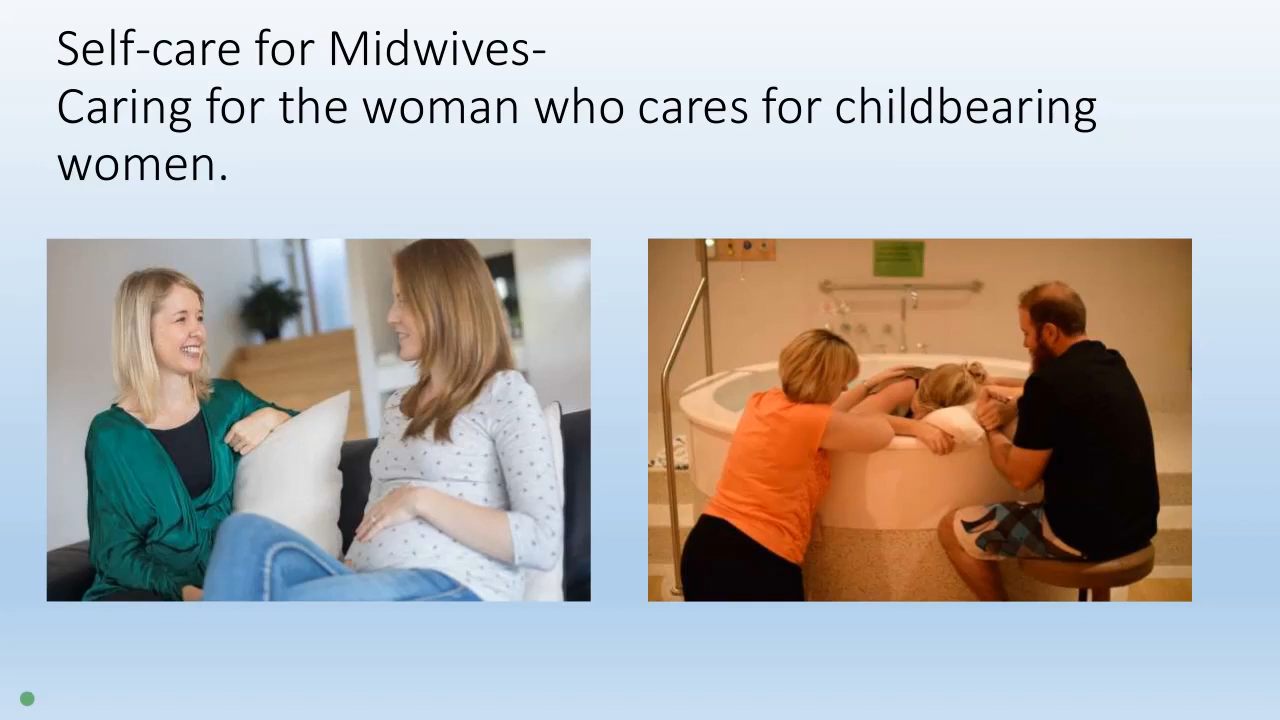 Self-care for Midwives-
Caring for the woman who cares for childbearing
women.